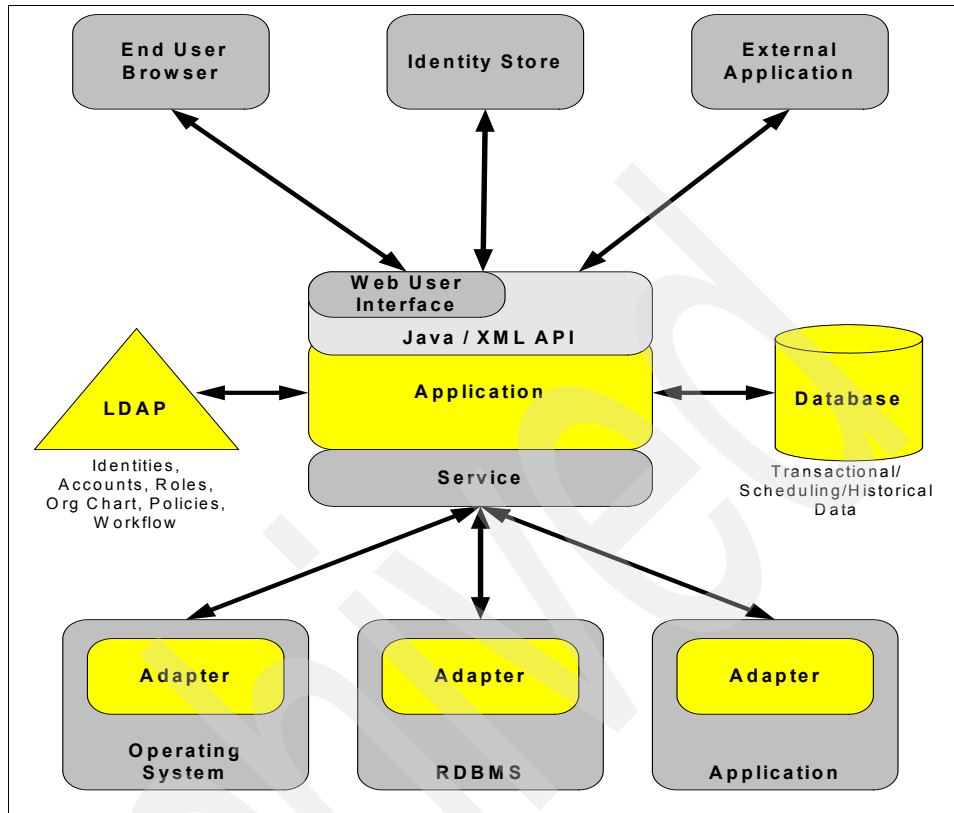 End User
Browser
Identity Store
External
Application
Web User
Interface
Java / XML API
Application
LDAP
Database
Identities,
Accounts, Roles,
Org Chart, Policies,
Workflow
Transactional/
Scheduling/Historical
Data
Service
Adapter
Adapter
Adapter
Operating
System
RDBMS
Application